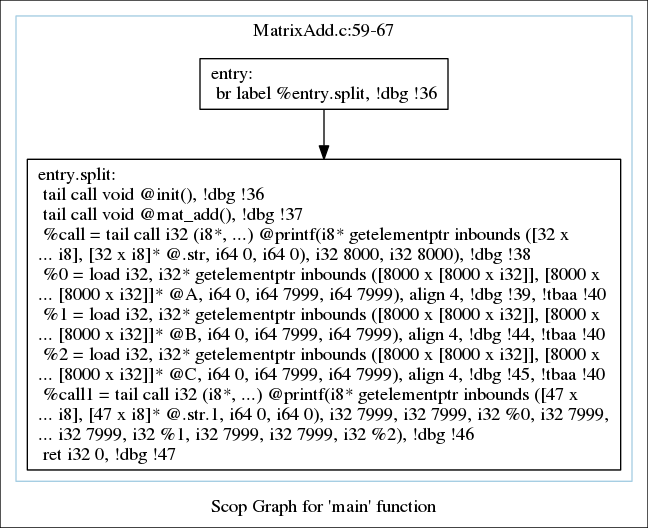 MatrixAdd.c:59-67
entry:
br label %entry.split, !dbg !36
entry.split:
tail call void @init(), !dbg !36
tail call void @mat_add(), !dbg !37
%call = tail call i32 (i8*, ...) @printf(i8* getelementptr inbounds ([32 x
... i8], [32 x i8]* @.str, i64 0, i64 0), i32 8000, i32 8000), !dbg !38
%0 = load i32, i32* getelementptr inbounds ([8000 x [8000 x i32]], [8000 x
... [8000 x i32]]* @A, i64 0, i64 7999, i64 7999), align 4, !dbg !39, !tbaa !40
%1 = load i32, i32* getelementptr inbounds ([8000 x [8000 x i32]], [8000 x
... [8000 x i32]]* @B, i64 0, i64 7999, i64 7999), align 4, !dbg !44, !tbaa !40
%2 = load i32, i32* getelementptr inbounds ([8000 x [8000 x i32]], [8000 x
... [8000 x i32]]* @C, i64 0, i64 7999, i64 7999), align 4, !dbg !45, !tbaa !40
%call1 = tail call i32 (i8*, ...) @printf(i8* getelementptr inbounds ([47 x
... i8], [47 x i8]* @.str.1, i64 0, i64 0), i32 7999, i32 7999, i32 %0, i32 7999,
... i32 7999, i32 %1, i32 7999, i32 7999, i32 %2), !dbg !46
ret i32 0, !dbg !47
Scop Graph for 'main' function